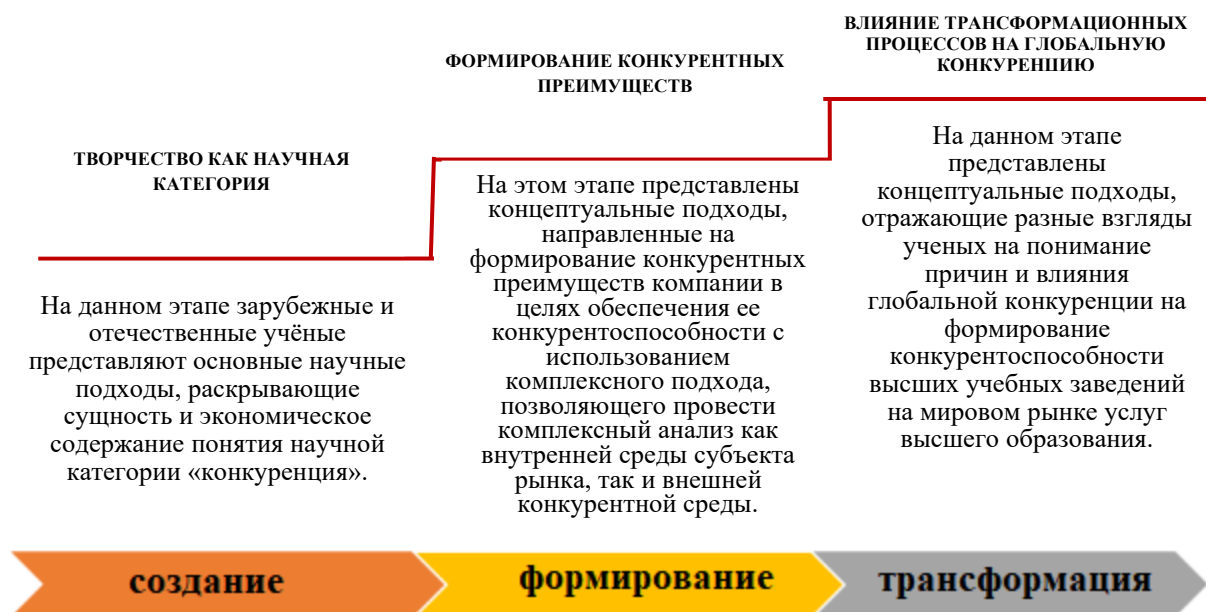 ТВОРЧЕСТВО КАК НАУЧНАЯ
КАТЕГОРИЯ
На данном этапе зарубежные и
отечественные учёные
представляют основные научные
подходы, раскрывающие
сущность и экономическое
содержание понятия научной
категории «конкуренция».
ФОРМИРОВАНИЕ КОНКУРЕНТНЫХ
ПРЕИМУЩЕСТВ
На этом этапе представлены
концептуальные подходы,
направленные на
формирование конкурентных
преимуществ компании в
целях обеспечения ее
конкурентоспособности с
использованием
комплексного подхода,
позволяющего провести
комплексный анализ как
внутренней среды субъекта
рынка, так и внешней
конкурентной среды.
ВЛИЯНИЕ ТРАНСФОРМАЦИОННЫХ
ПРОЦЕССОВ НА ГЛОБАЛЬНУЮ
КОНКУРЕНЦИЮ
На данном этапе
представлены
концептуальные подходы,
отражающие разные взгляды
ученых на понимание
причин и влияния
глобальной конкуренции на
формирование
конкурентоспособности
высших учебных заведений
на мировом рынке услуг
высшего образования.
создание
формирование
трансформация